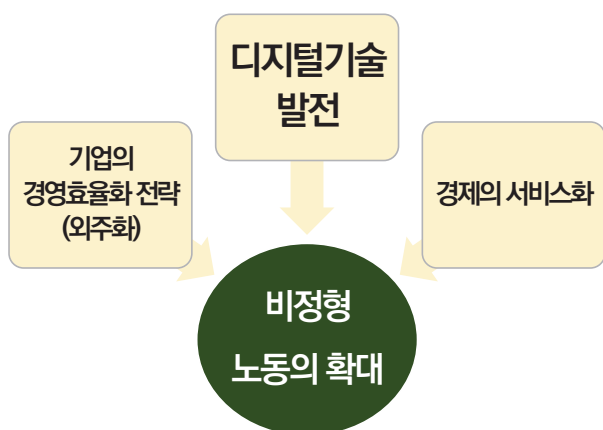 디지털기술
발전
기업의
경영효율화 전략
(외주화)
경제의 서비스화
비정형
노동의 확대